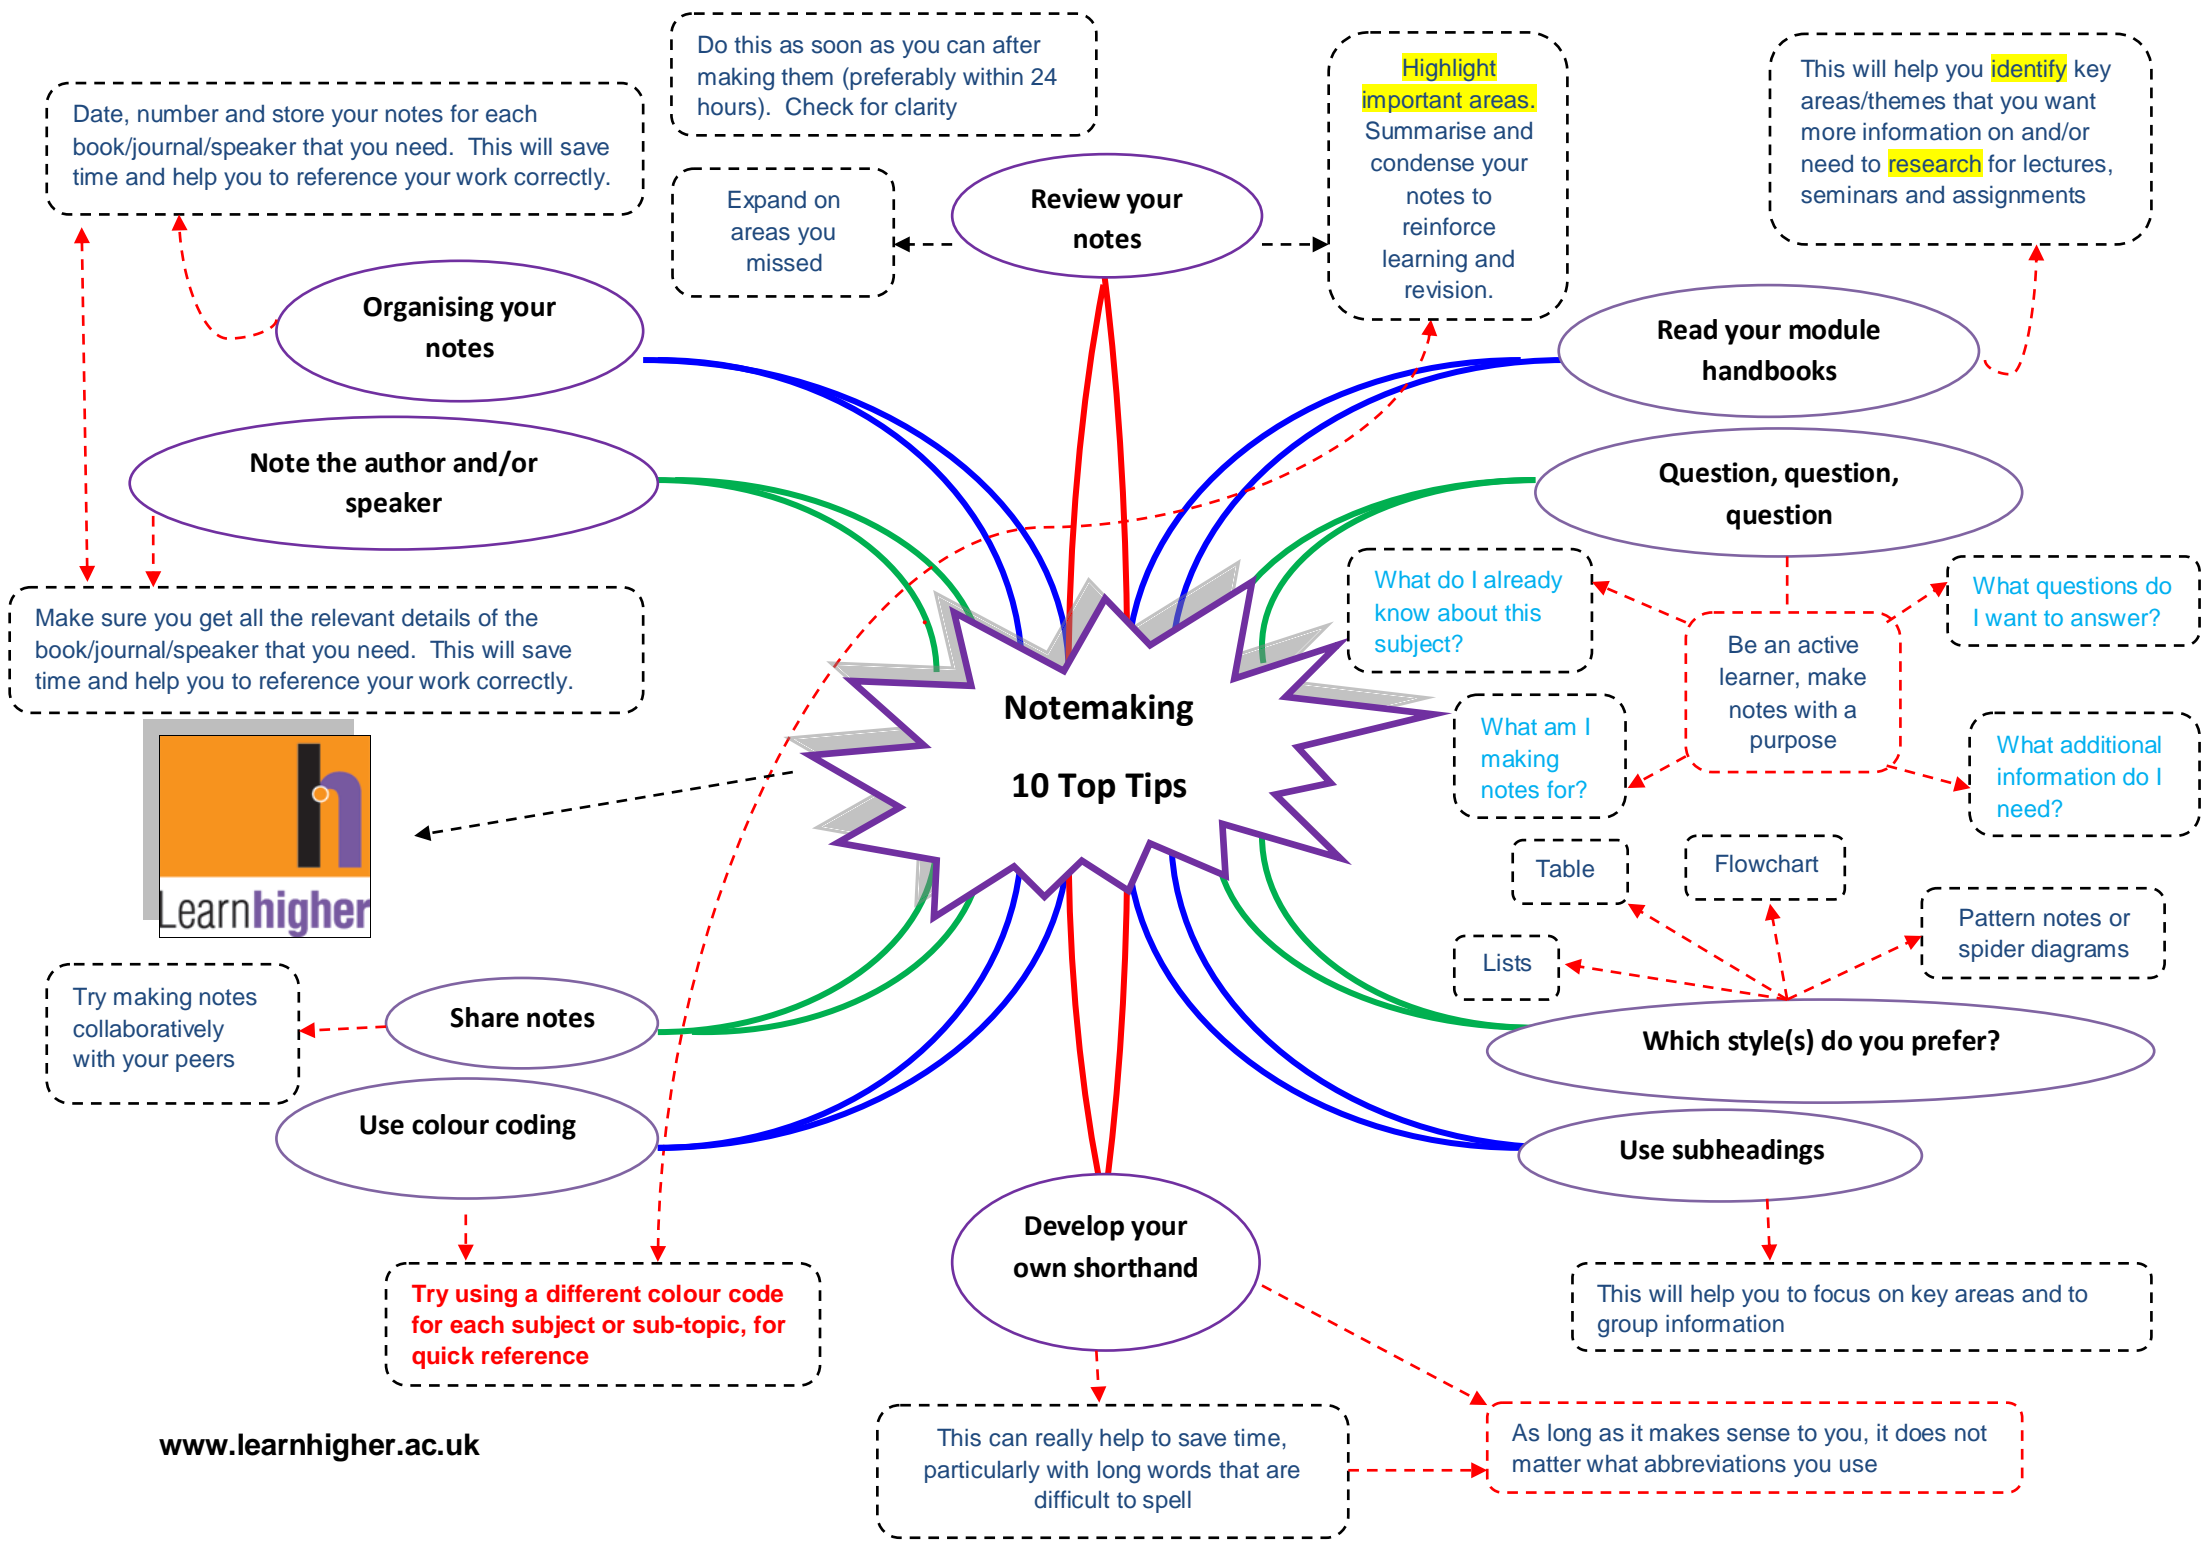 Do this as soon as you can after
making them (preferably within 24
hours).  Check for clarity
Highlight
important areas.
Summarise and
condense your
notes to
reinforce
learning and
revision.
This will help you identify key
areas/themes that you want
more information on and/or
need to research for lectures,
seminars and assignments
Date, number and store your notes for each
book/journal/speaker that you need.  This will save
time and help you to reference your work correctly.
Expand on
areas you
missed
Review your
notes
Organising your
notes
Read your module
handbooks
Note the author and/or
speaker
Question, question,
question
What do I already
know about this
subject?
What questions do
I want to answer?
Be an active
learner, make
notes with a
purpose
Make sure you get all the relevant details of the
book/journal/speaker that you need.  This will save
time and help you to reference your work correctly.
Notemaking
10 Top Tips
What am I
making
notes for?
What additional
information do I
need?
h
Learnhigher
Table
Flowchart
Pattern notes or
spider diagrams
Lists
Try making notes
collaboratively
with your peers
Share notes
Which style(s) do you prefer?
Use colour coding
Use subheadings
Develop your
own shorthand
Try using a different colour code
for each subject or sub-topic, for
quick reference
This will help you to focus on key areas and to
group information
www.learnhigher.ac.uk
This can really help to save time,
particularly with long words that are
difficult to spell
As long as it makes sense to you, it does not
matter what abbreviations you use